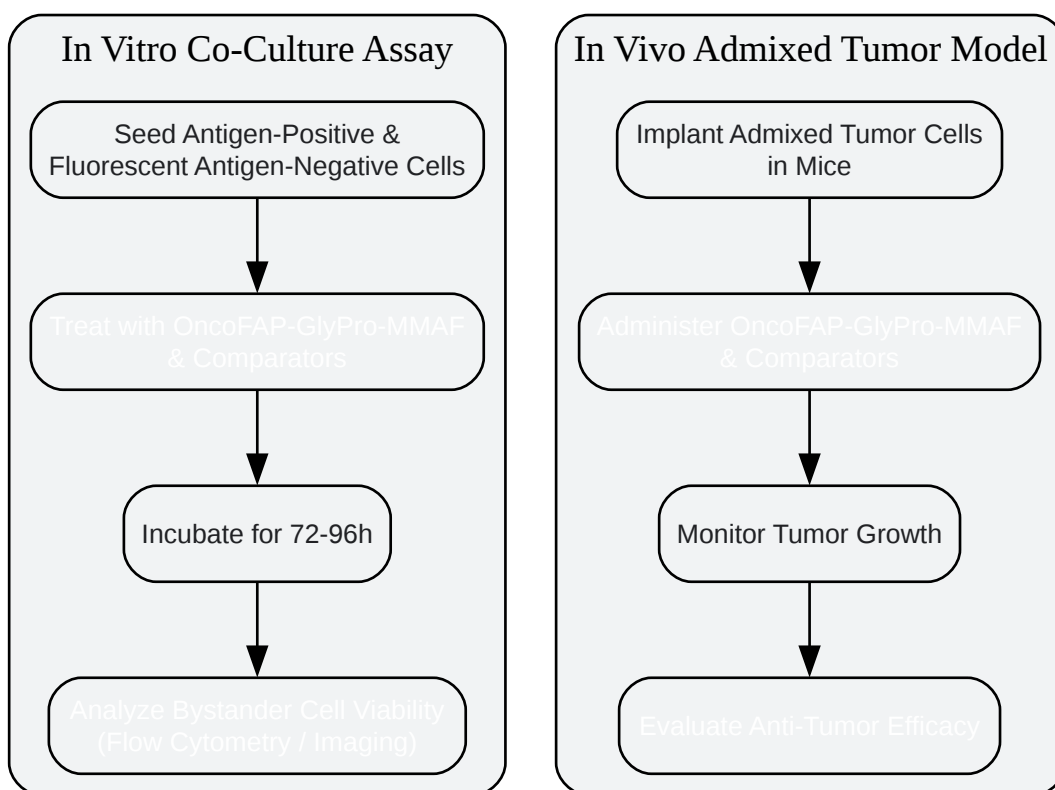 In Vitro Co-Culture Assay
Seed Antigen-Positive &
Fluorescent Antigen-Negative Cells
Treat with OncoFAP-GlyPro-MMAF
& Comparators
Incubate for 72-96h
Analyze Bystander Cell Viability
(Flow Cytometry / Imaging)
In Vivo Admixed Tumor Model
Implant Admixed Tumor Cells
in Mice
Administer OncoFAP-GlyPro-MMAF
& Comparators
Monitor Tumor Growth
Evaluate Anti-Tumor Efficacy